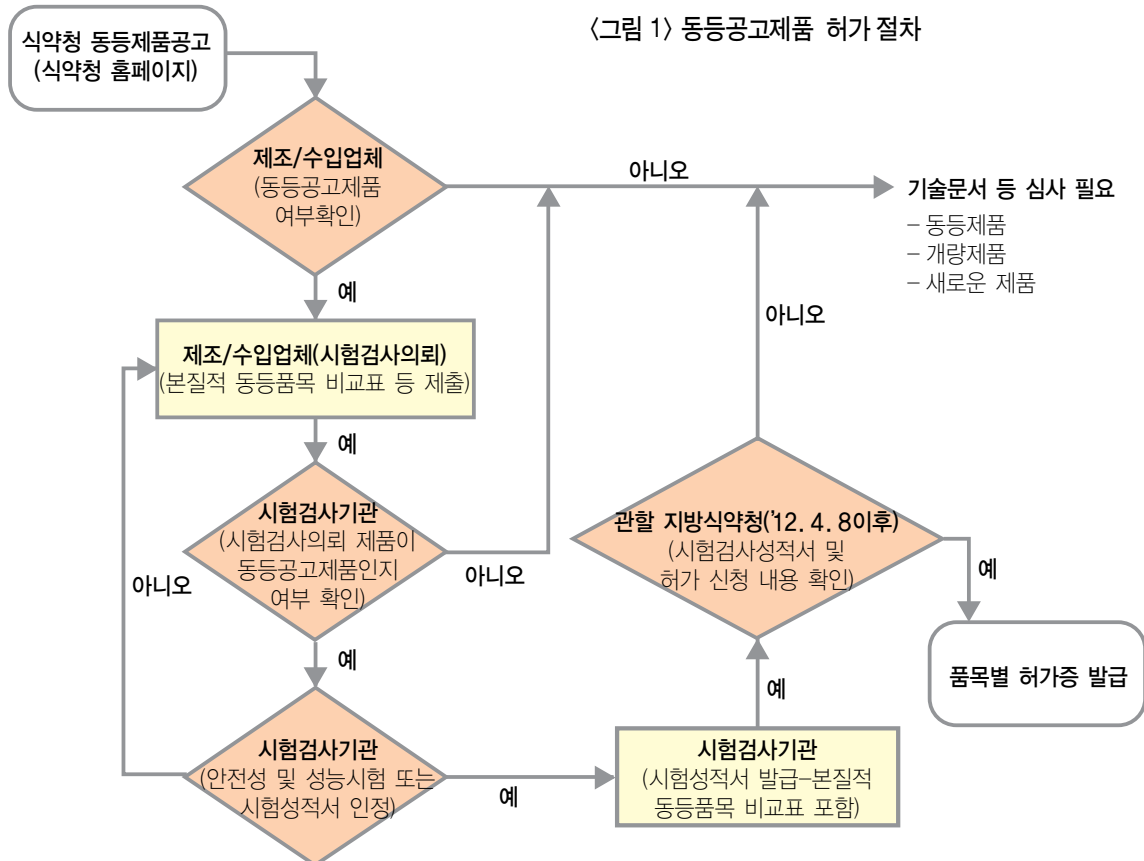 〈그림 1〉 동등공고제품 허가 절차
식약청 동등제품공고
(식약청 홈페이지)
제조/수입업체
(동등공고제품
여부확인)
아니오
기술문서 등 심사 필요
– 동등제품
– 개량제품
– 새로운 제품
예
제조/수입업체(시험검사의뢰)
(본질적 동등품목 비교표 등 제출)
예
시험검사기관
(시험검사의뢰 제품이
동등공고제품인지
여부 확인)
아니오
아니오
예
시험검사기관
(안전성 및 성능시험 또는
시험성적서 인정)
예
시험검사기관
(시험성적서 발급–본질적
동등품목 비교표 포함)
예
관할 지방식약청('12. 4. 8이후)
(시험검사성적서 및
허가 신청 내용 확인)
아니오
예
품목별 허가증 발급